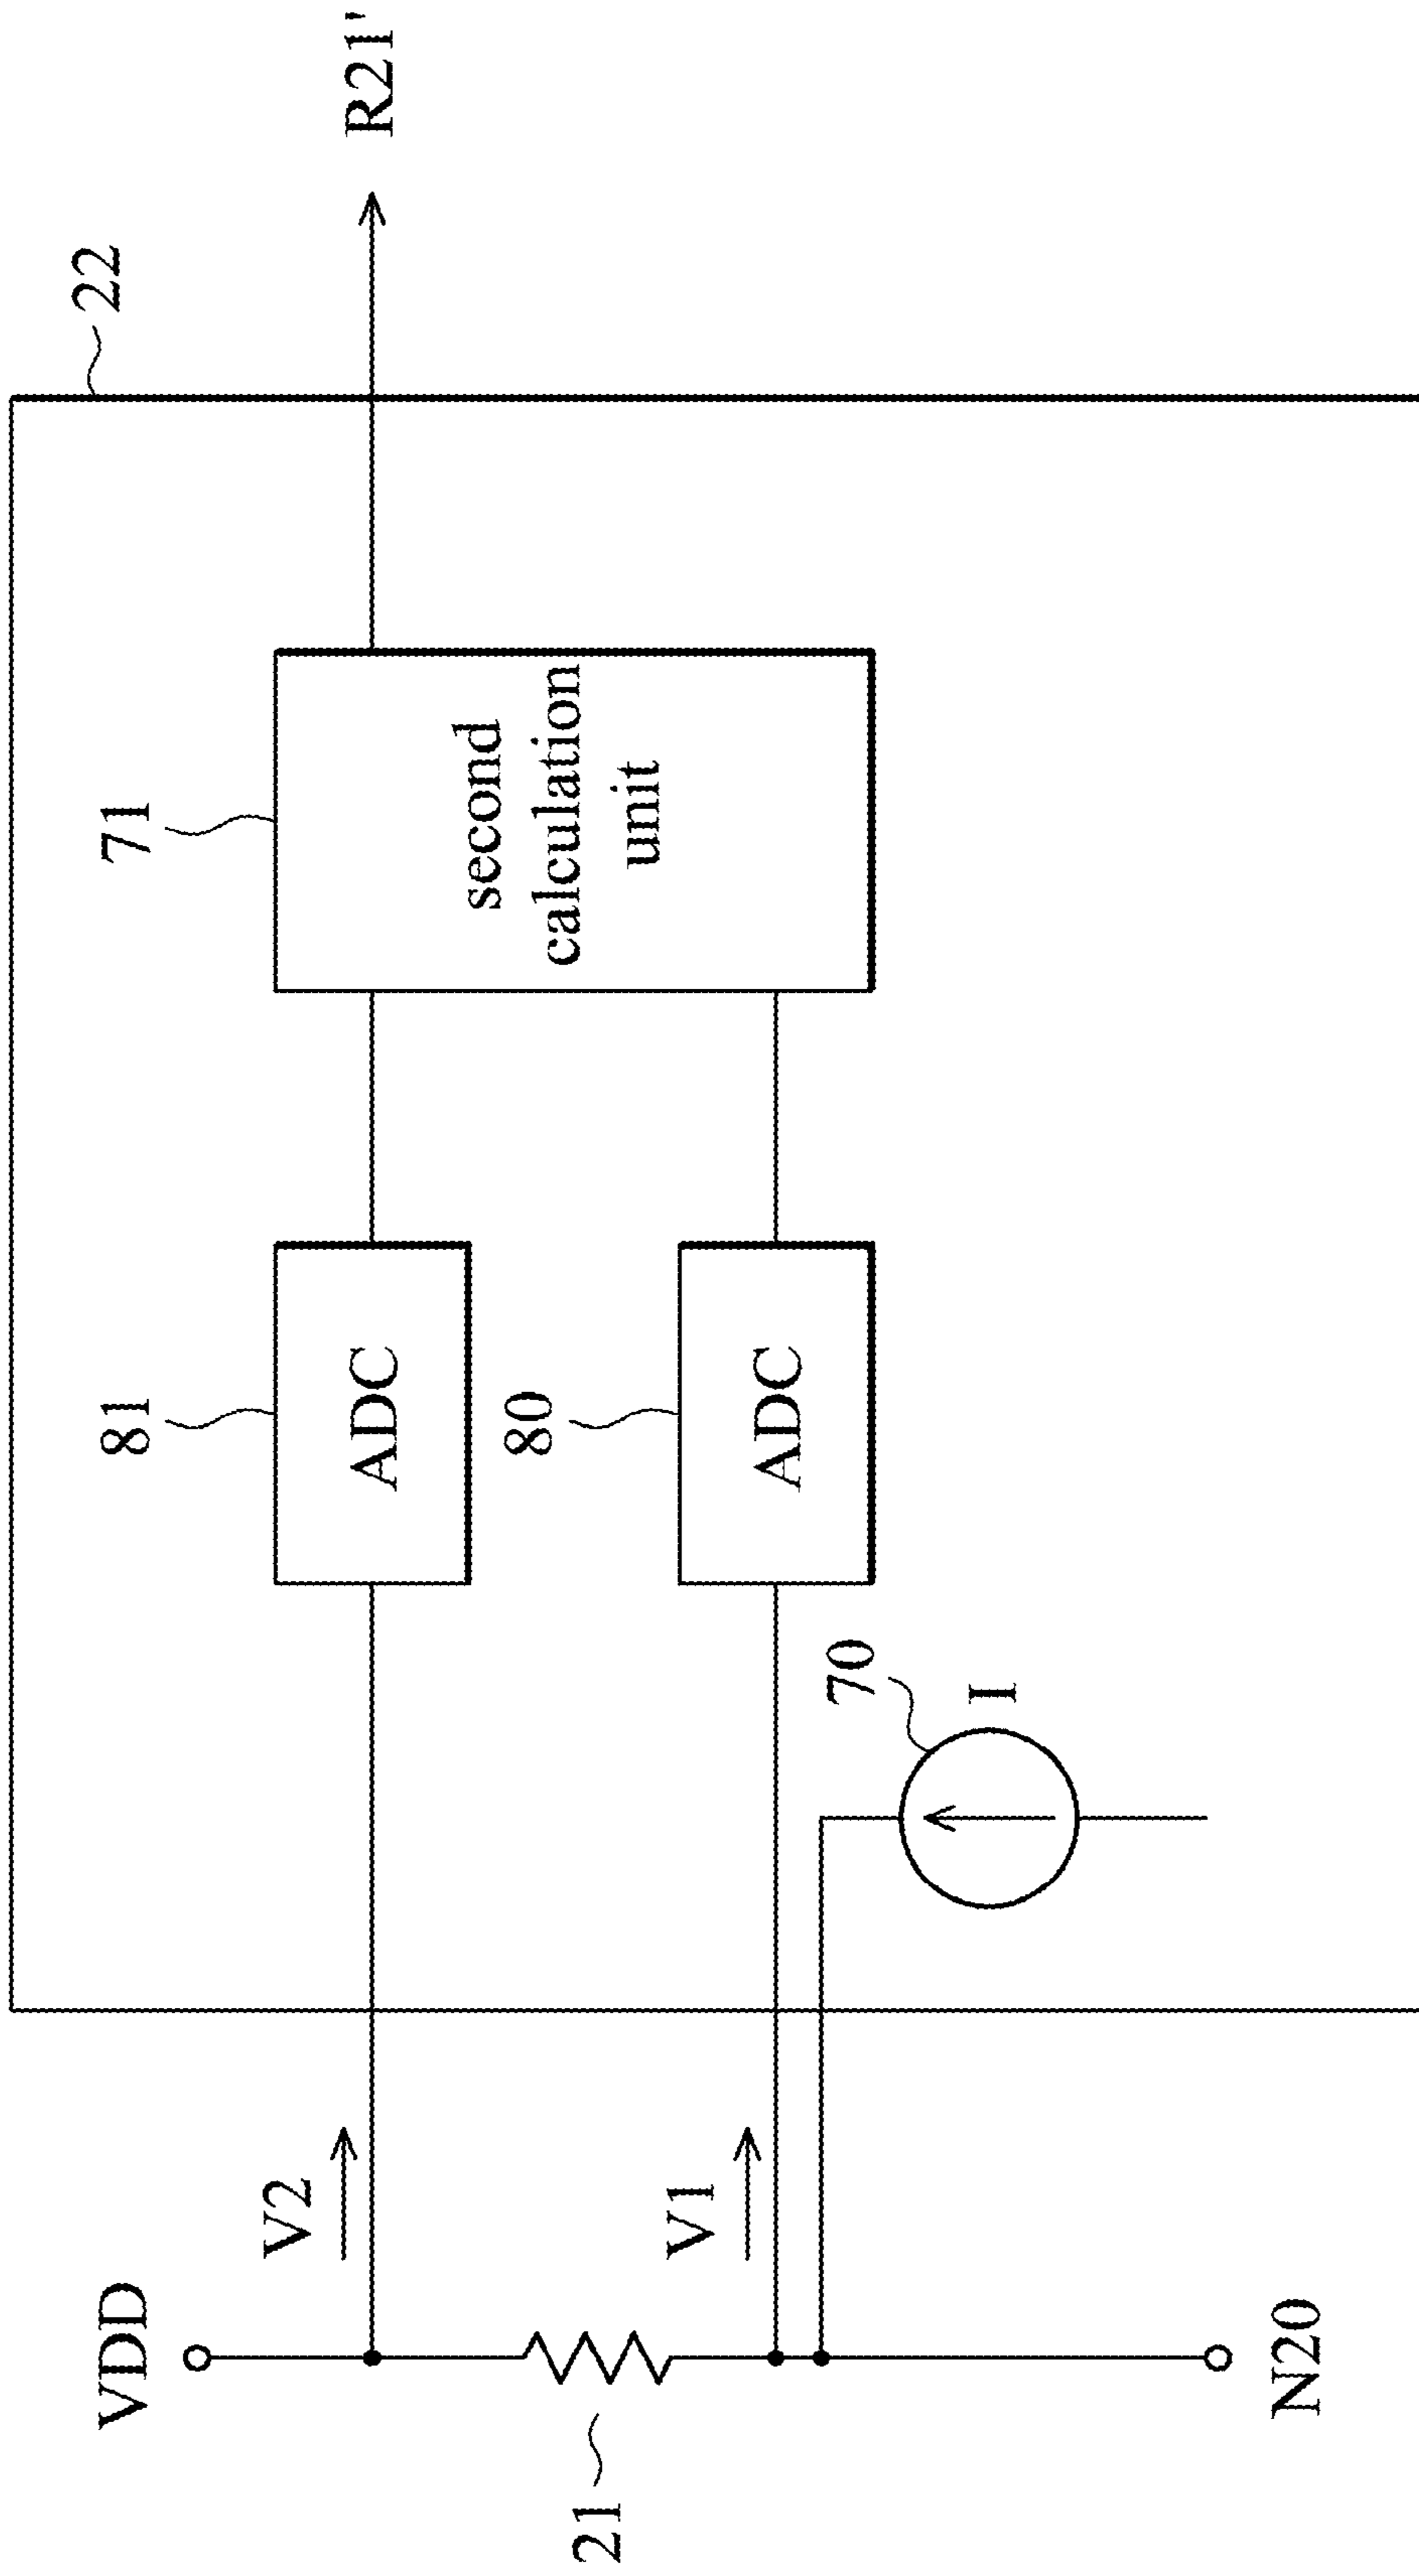 22
R21'
71
second
calculation
unit
81
ADC
80
ADC
70
I
VDD
V2
V1
21
N20